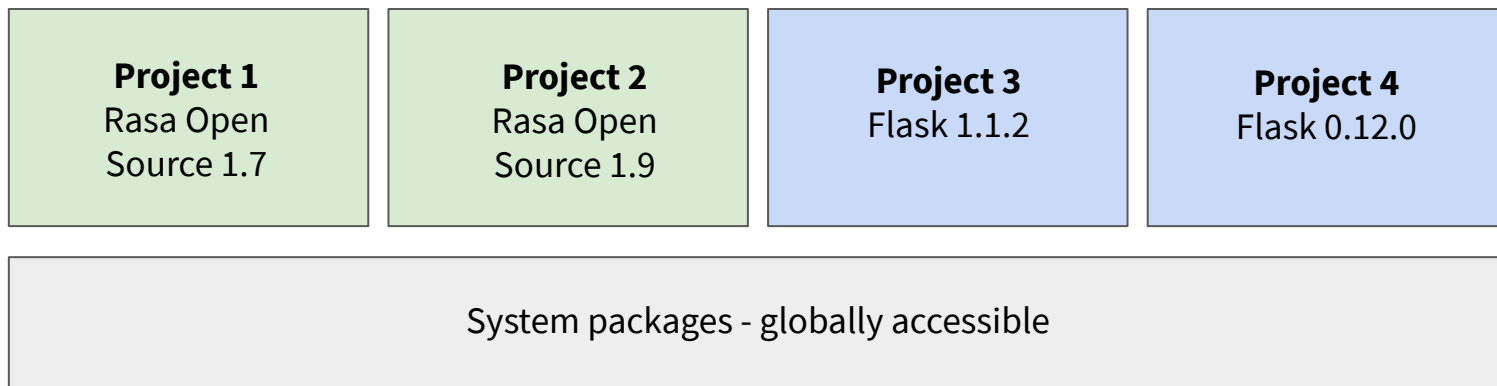 Project 1
Rasa Open
Source 1.7
Project 2
Rasa Open
Source 1.9
Project 3
Flask 1.1.2
Project 4
Flask 0.12.0
System packages - globally accessible